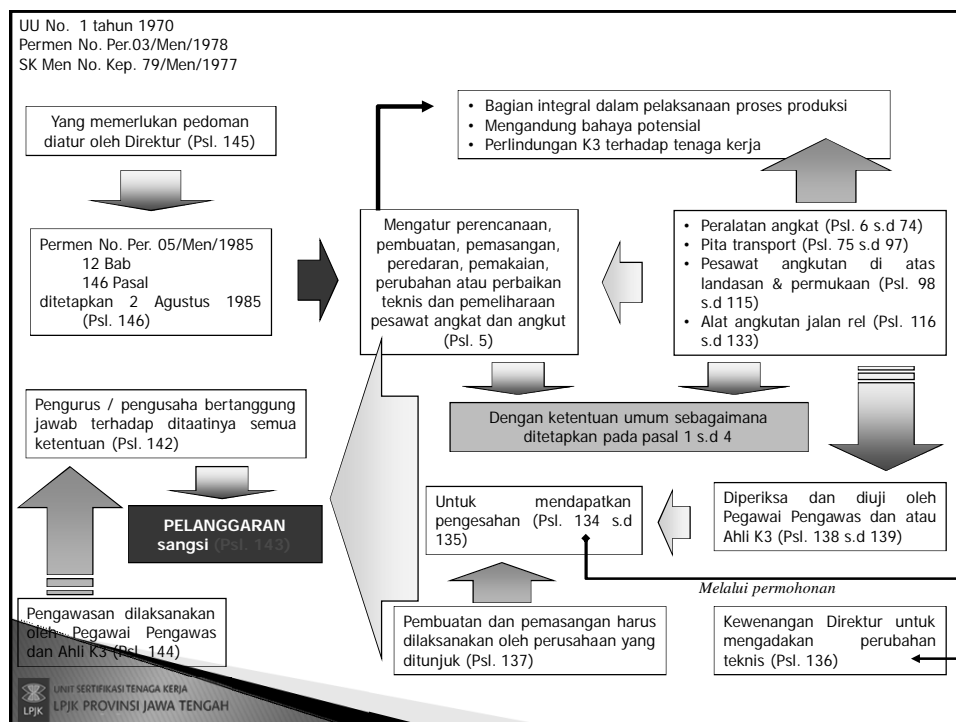 UU No. 1 tahun 1970
Permen No. Per.03/Men/1978
SK Men No. Kep. 79/Men/1977
Yang memerlukan pedoman
diatur oleh Direktur (Psl. 145)
• Bagian integral dalam pelaksanaan proses produksi
• Mengandung bahaya potensial
• Perlindungan K3 terhadap tenaga kerja
Permen No. Per. 05/Men/1985
12 Bab
146 Pasal
ditetapkan 2 Agustus 1985
(Psl. 146)
Mengatur perencanaan,
pembuatan, pemasangan,
peredaran, pemakaian,
perubahan atau perbaikan
teknis dan pemeliharaan
pesawat angkat dan angkut
(Psl. 5)
• Peralatan angkat (Psl. 6 s.d 74)
• Pita transport (Psl. 75 s.d 97)
• Pesawat angkutan di atas
landasan & permukaan (Psl. 98
s.d 115)
• Alat angkutan jalan rel (Psl. 116
s.d 133)
Pengurus / pengusaha bertanggung
jawab terhadap ditaatinya semua
ketentuan (Psl. 142)
Dengan ketentuan umum sebagaimana
ditetapkan pada pasal 1 s.d 4
PELANGGARAN
sangsi (Psl. 143)
Untuk mendapatkan
pengesahan (Psl. 134 s.d
135)
Diperiksa dan diuji oleh
Pegawai Pengawas dan atau
Ahli K3 (Psl. 138 s.d 139)
Melalui permohonan
Pengawasan dilaksanakan
oleh Pegawai Pengawas
dan Ahli K3 (Psl. 144)
Pembuatan dan pemasangan harus
dilaksanakan oleh perusahaan yang
ditunjuk (Psl. 137)
Kewenangan Direktur untuk
mengadakan perubahan
teknis (Psl. 136)
LPJK
UNIT SERTIFIKASI TENAGA KERJA
LPJK PROVINSI JAWA TENGAH